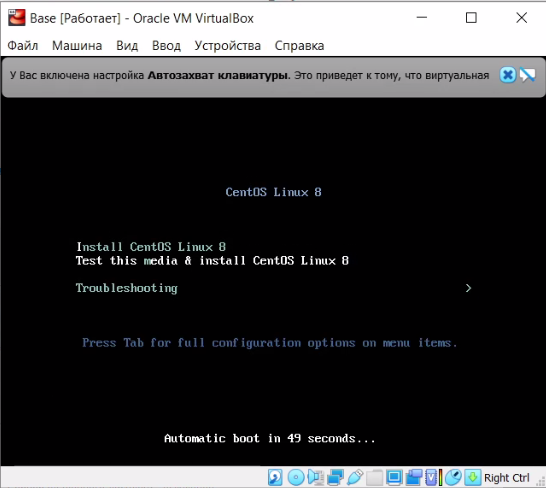 Base [Работает] - Oracle VM VirtualBox
Файл Машина Вид Ввод Устройства Справка
У Вас включена настройка Автозахват клавиатуры. Это приведет к тому, что виртуальная
CentOS Linux 8
Install CentOS Linux 8
Test this media & install CentOS Linux 8
Troubleshooting >
Press Tab for full configuration options on menu items.
Automatic boot in 49 seconds...
Right Ctrl